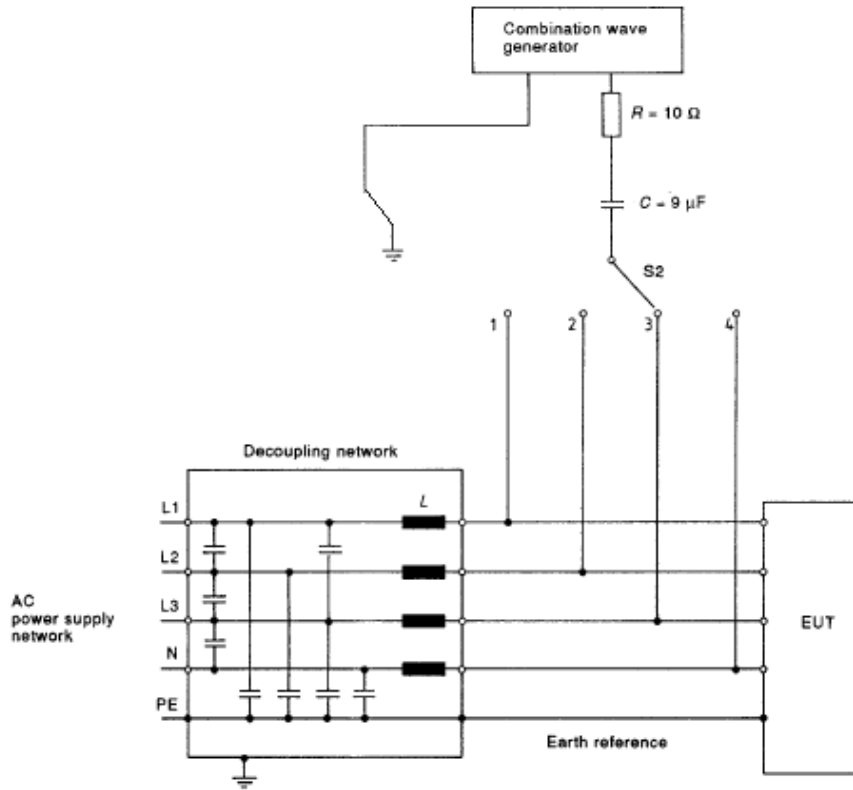 Combination wave
generator
R = 10 Ω
C = 9 µF
S2
1
2
3
4
Decoupling network
L1
L
L2
L3
N
PE
AC
power supply
network
EUT
Earth reference